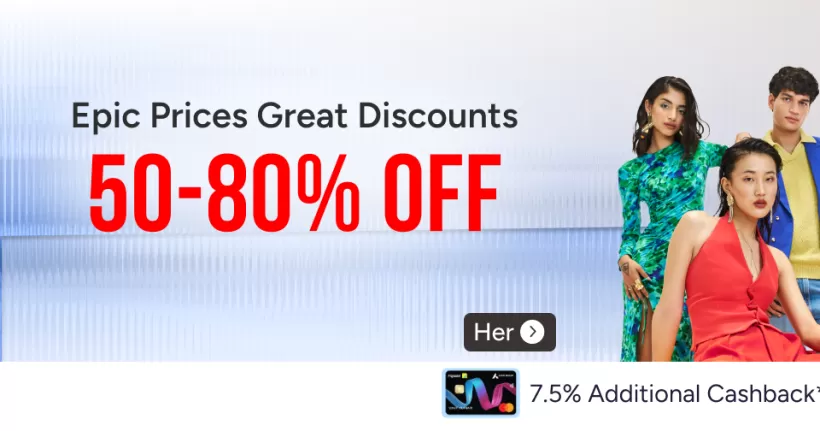 Epic Prices Great Discounts
50-80% OFF
Her
7.5% Additional Cashback*